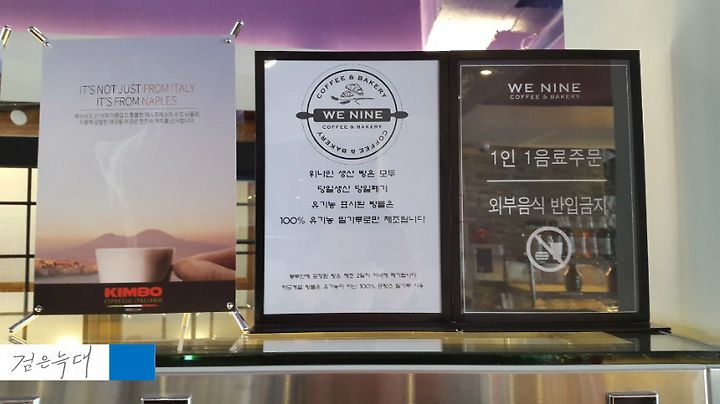 IT'S NOT JUST FROM ITALY
IT'S FROM NAPLES
KIMBO
ESPRESSO ITALIANO
COFFEE & BAKERY
WE NINE
COFFEE & BAKERY
COFFEE & BAKERY
위니인 생산 빵은 모두
당일생산 당일폐기
유기농 표시된 빵들은
100% 유기농 밀가루로만 제조됩니다
WE NINE
COFFEE & BAKERY
1인 1음료주문
외부음식 반입금지
검은늑대